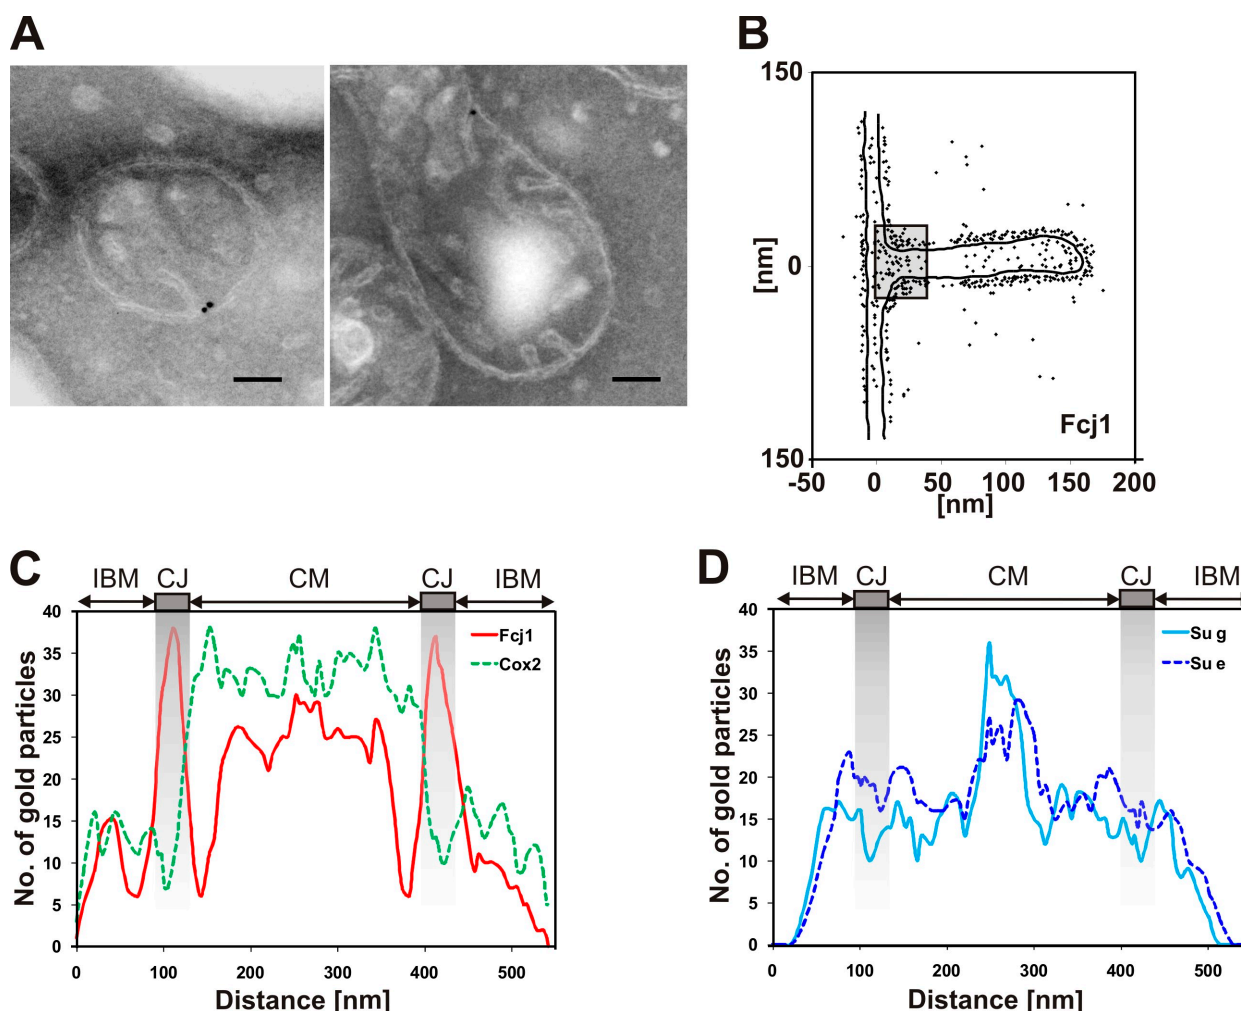 A
B
150
[nm]
0
150
Fcj1
-50 0 50 100 150 200
[nm]
C
IBM CJ CM CJ IBM
No. of gold particles
40
35
30
25
20
15
10
5
0
Fcj1
Cox2
0 100 200 300 400 500
Distance [nm]
D
IBM CJ CM CJ IBM
No. of gold particles
40
35
30
25
20
15
10
5
0
Su g
Su e
0 100 200 300 400 500
Distance [nm]